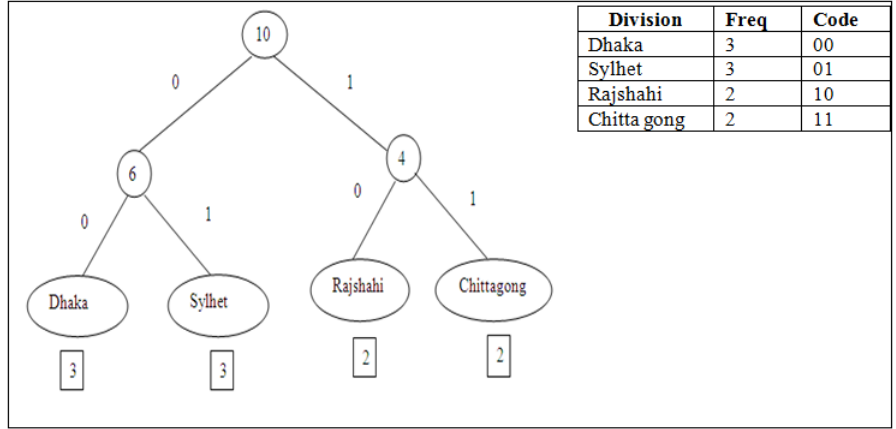 10
0
1
6
4
0
1
0
1
Dhaka
Sylhet
Rajshahi
Chittagong
3
3
2
2
Division Freq Code
Dhaka 3 00
Sylhet 3 01
Rajshahi 2 10
Chitta gong 2 11